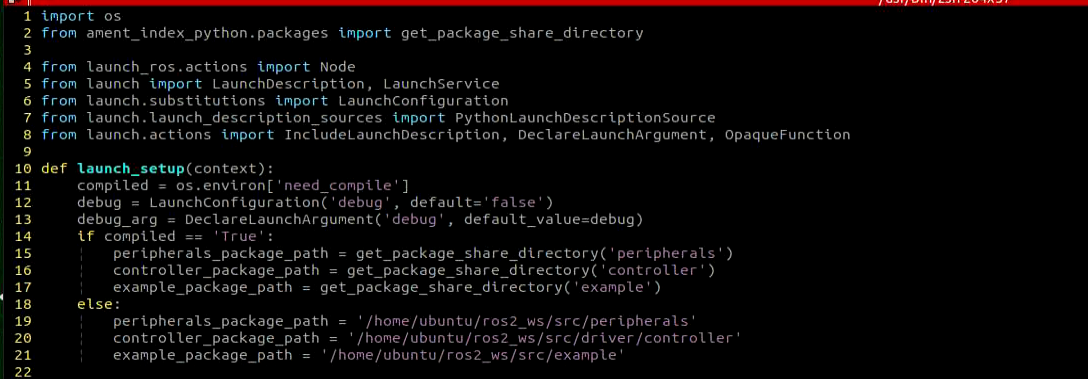 /usr/bin/zsh 204x57
1 import os
2 from ament_index_python.packages import get_package_share_directory
3
4 from launch_ros.actions import Node
5 from launch import LaunchDescription, LaunchService
6 from launch.substitutions import LaunchConfiguration
7 from launch.launch_description_sources import PythonLaunchDescriptionSource
8 from launch.actions import IncludeLaunchDescription, DeclareLaunchArgument, OpaqueFunction
9
10 def launch_setup(context):
11     compiled = os.environ['need_compile']
12     debug = LaunchConfiguration('debug', default='false')
13     debug_arg = DeclareLaunchArgument('debug', default_value=debug)
14     if compiled == 'True':
15         peripherals_package_path = get_package_share_directory('peripherals')
16         controller_package_path = get_package_share_directory('controller')
17         example_package_path = get_package_share_directory('example')
18     else:
19         peripherals_package_path = '/home/ubuntu/ros2_ws/src/peripherals'
20         controller_package_path = '/home/ubuntu/ros2_ws/src/driver/controller'
21         example_package_path = '/home/ubuntu/ros2_ws/src/example'
22